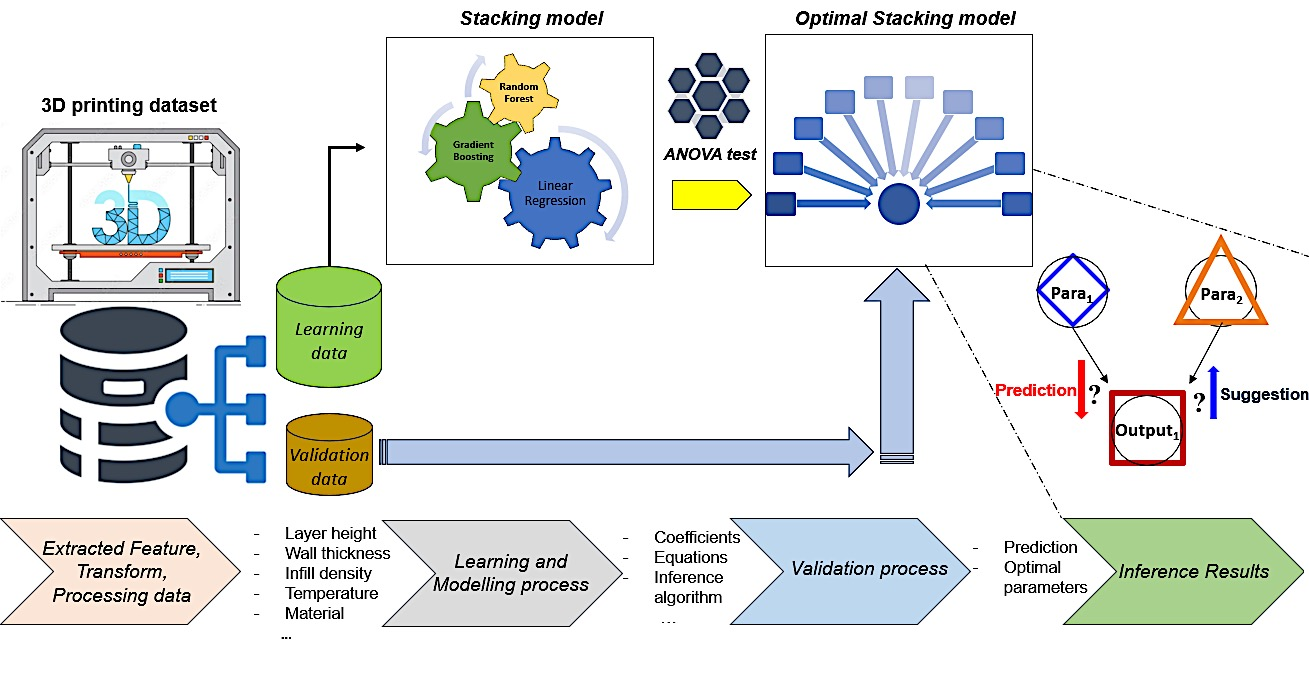 Stacking model
Optimal Stacking model
3D printing dataset
3D
Random
Forest
Gradient
Boosting
Linear
Regression
ANOVA test
Learning
data
Validation
data
Para1
Para2
Prediction
?
?
Suggestion
Output1
Extracted Feature,
Transform,
Processing data
- Layer height
- Wall thickness
- Infill density
- Temperature
- Material
...
Learning and
Modelling process
- Coefficients
- Equations
- Inference
algorithm
...
Validation process
- Prediction
- Optimal
parameters
Inference Results